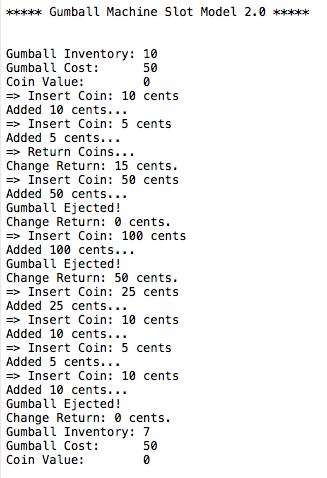 ***** Gumball Machine Slot Model 2.0 *****
Gumball Inventory: 10
Gumball Cost:      50
Coin Value:        0
=> Insert Coin: 10 cents
Added 10 cents...
=> Insert Coin: 5 cents
Added 5 cents...
=> Return Coins...
Change Return: 15 cents.
=> Insert Coin: 50 cents
Added 50 cents...
Gumball Ejected!
Change Return: 0 cents.
=> Insert Coin: 100 cents
Added 100 cents...
Gumball Ejected!
Change Return: 50 cents.
=> Insert Coin: 25 cents
Added 25 cents...
=> Insert Coin: 10 cents
Added 10 cents...
=> Insert Coin: 5 cents
Added 5 cents...
=> Insert Coin: 10 cents
Added 10 cents...
Gumball Ejected!
Change Return: 0 cents.
Gumball Inventory: 7
Gumball Cost:      50
Coin Value:        0